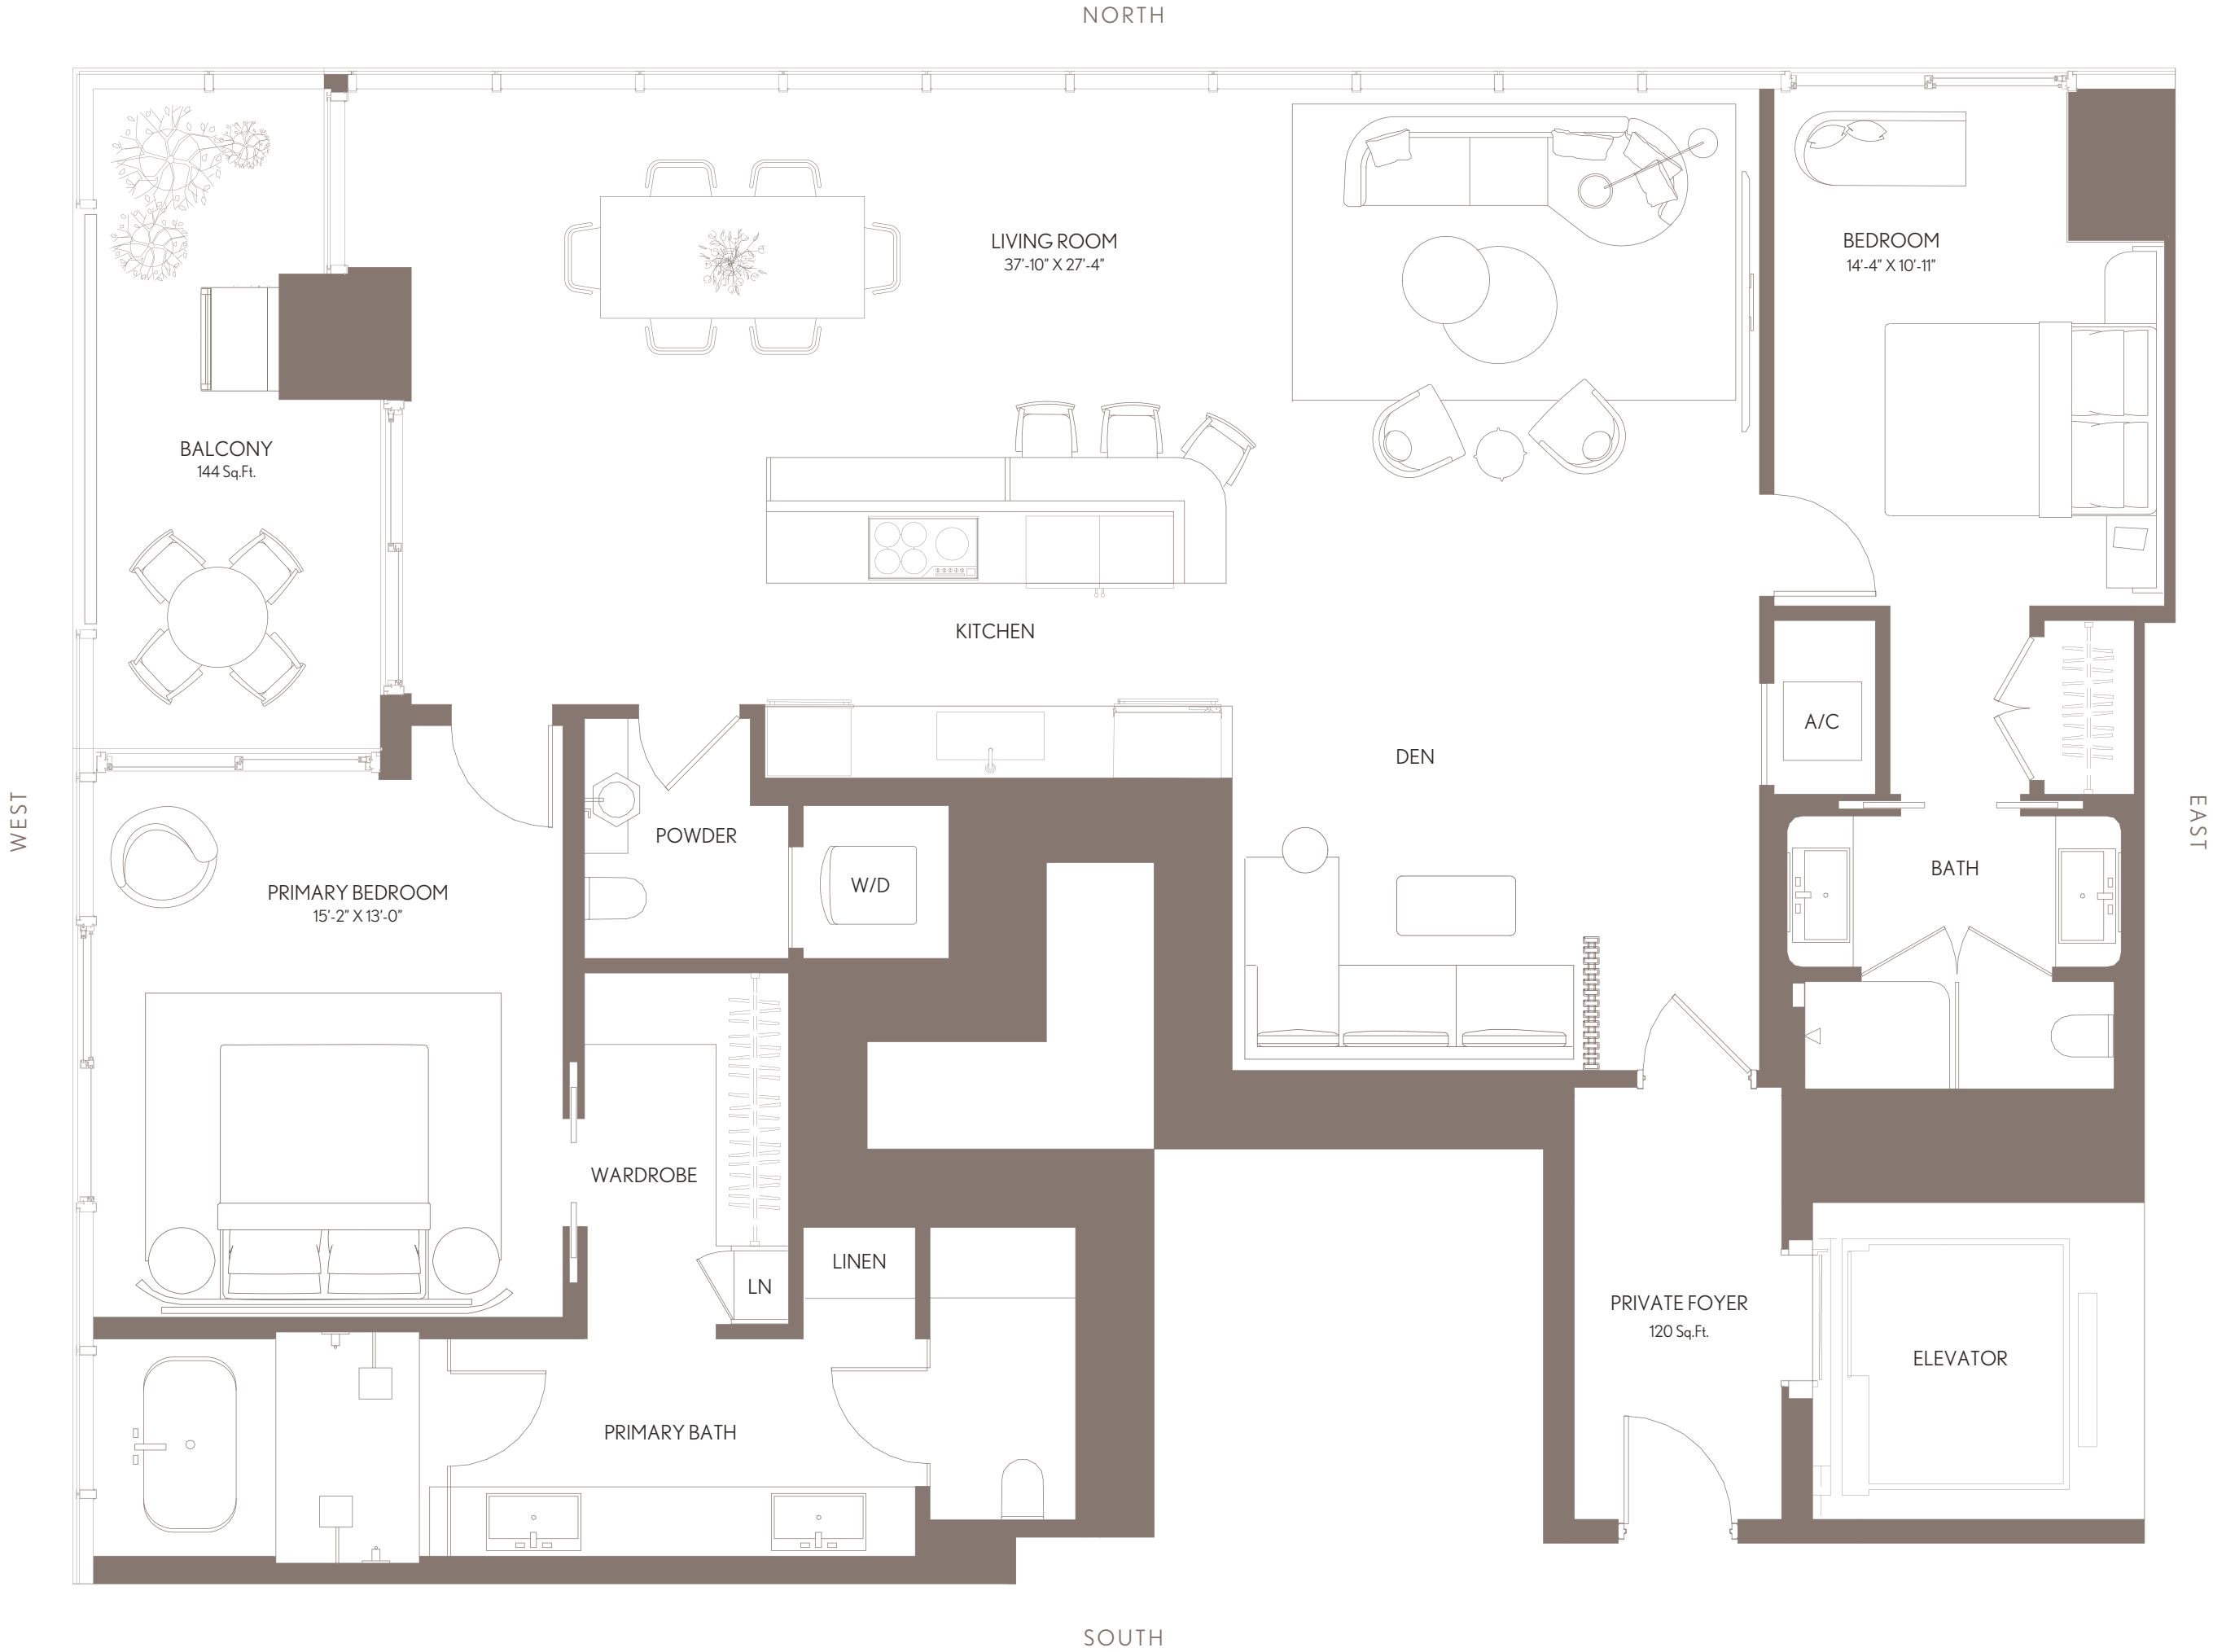 NORTH
LIVING ROOM
37'-10" X 27'-4"
BEDROOM
14'-4" X 10'-11"
BALCONY
144 Sq.Ft.
KITCHEN
A/C
DEN
WEST
EAST
POWDER
BATH
W/D
PRIMARY BEDROOM
15'-2" X 13'-0"
WARDROBE
LINEN
LN
PRIVATE FOYER
120 Sq.Ft.
ELEVATOR
PRIMARY BATH
SOUTH